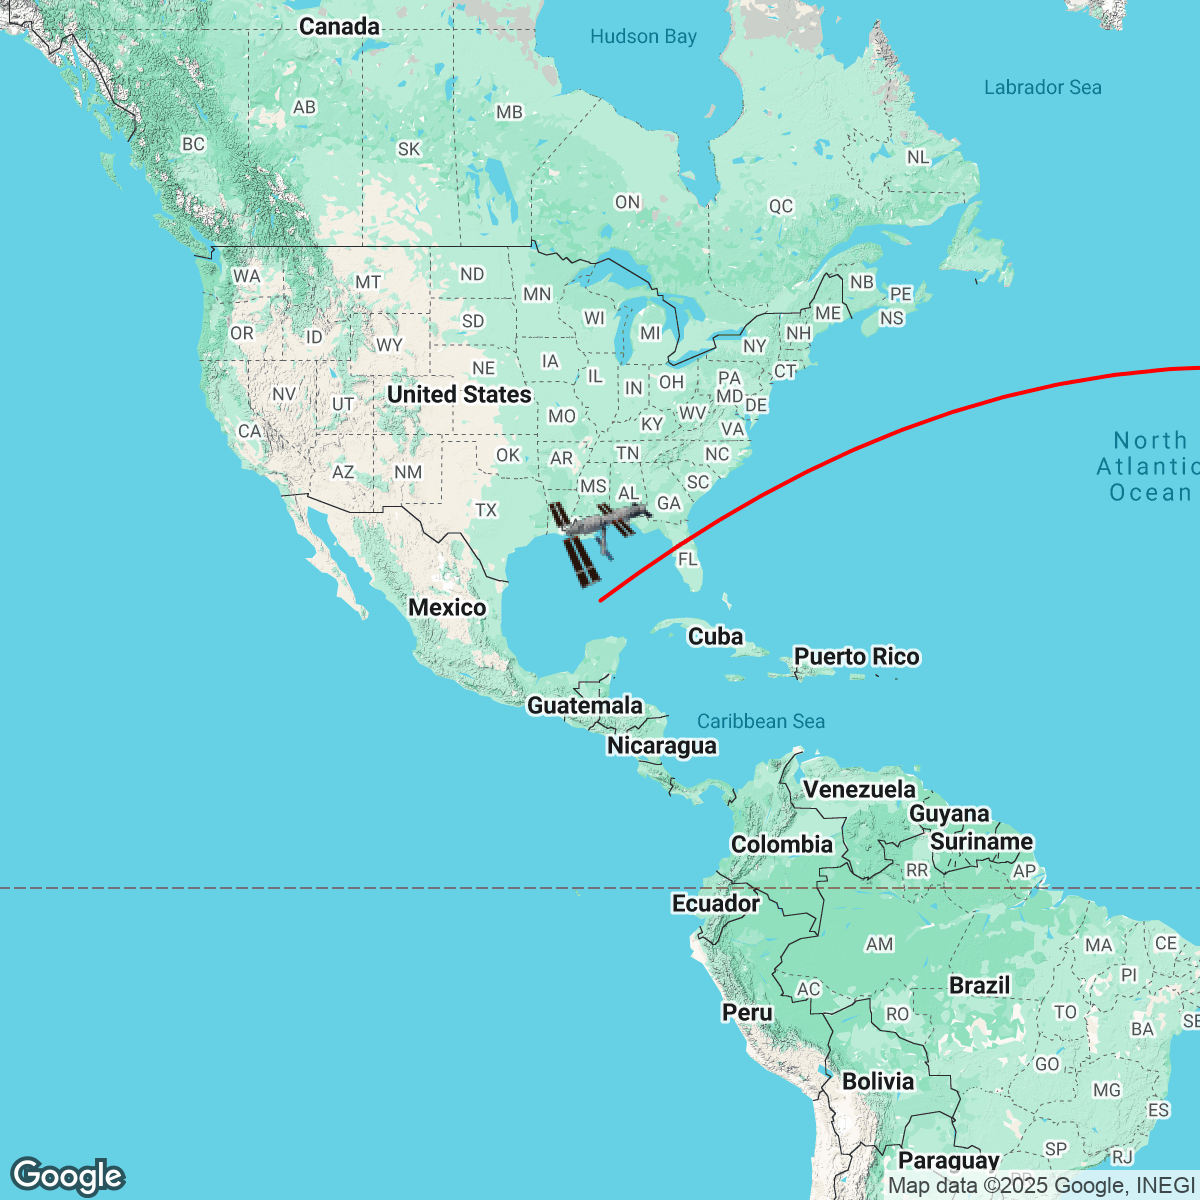 Canada
Hudson Bay
Labrador Sea
AB
MB
BC
SK
NL
ON
QC
WA
MT
ND
MN
NB
PE
NS
ME
OR
ID
SD
WI
MI
NH
WY
NY
IA
NE
IL
IN
OH
PA
CT
NV
UT
United States
MD
DE
MO
KY
WV
VA
CA
North
Atlantic
Ocean
AZ
NM
OK
AR
TN
NC
TX
MS
AL
GA
SC
FL
Mexico
Cuba
Puerto Rico
Guatemala
Caribbean Sea
Nicaragua
Venezuela
Guyana
Colombia
Suriname
RR
AP
Ecuador
AM
MA
CE
PI
AC
Brazil
Peru
RO
TO
BA
SE
GO
Bolivia
MG
ES
SP
RJ
Paraguay
Google
Map data ©2025 Google, INEGI